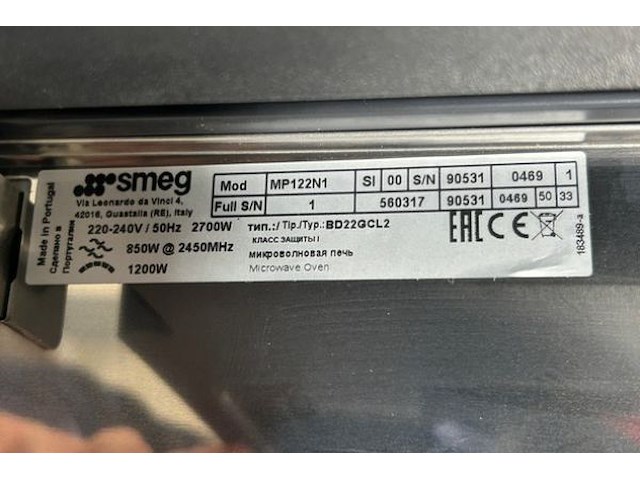 smeg
Via Leonardo da Vinci 4,
42016, Guastalla (RE), Italy
Mod MP122N1 SI 00 S/N 90531 0469 1
Full S/N 1 560317 90531 0469 50 33
220-240V / 50Hz 2700W
850W @ 2450MHz
1200W
тип.:/ Tip./Typ.: BD22GCL2
КЛАСС ЗАЩИТЫ I
микроволновая печь
Microwave Oven
EAC CE
Made in Portugal
Сделано в
Португалии
183489-a